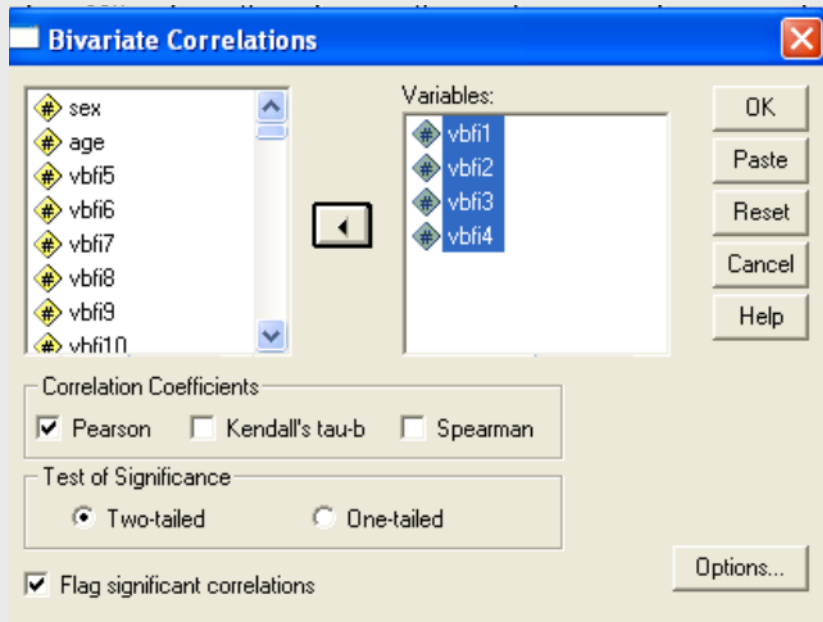 Bivariate Correlations
sex
age
vbfi5
vbfi6
vbfi7
vbfi8
vbfi9
vbfi10
Variables:
vbfi1
vbfi2
vbfi3
vbfi4
OK
Paste
Reset
Cancel
Help
Correlation Coefficients
Pearson Kendall's tau-b Spearman
Test of Significance
Two-tailed One-tailed
Flag significant correlations
Options...